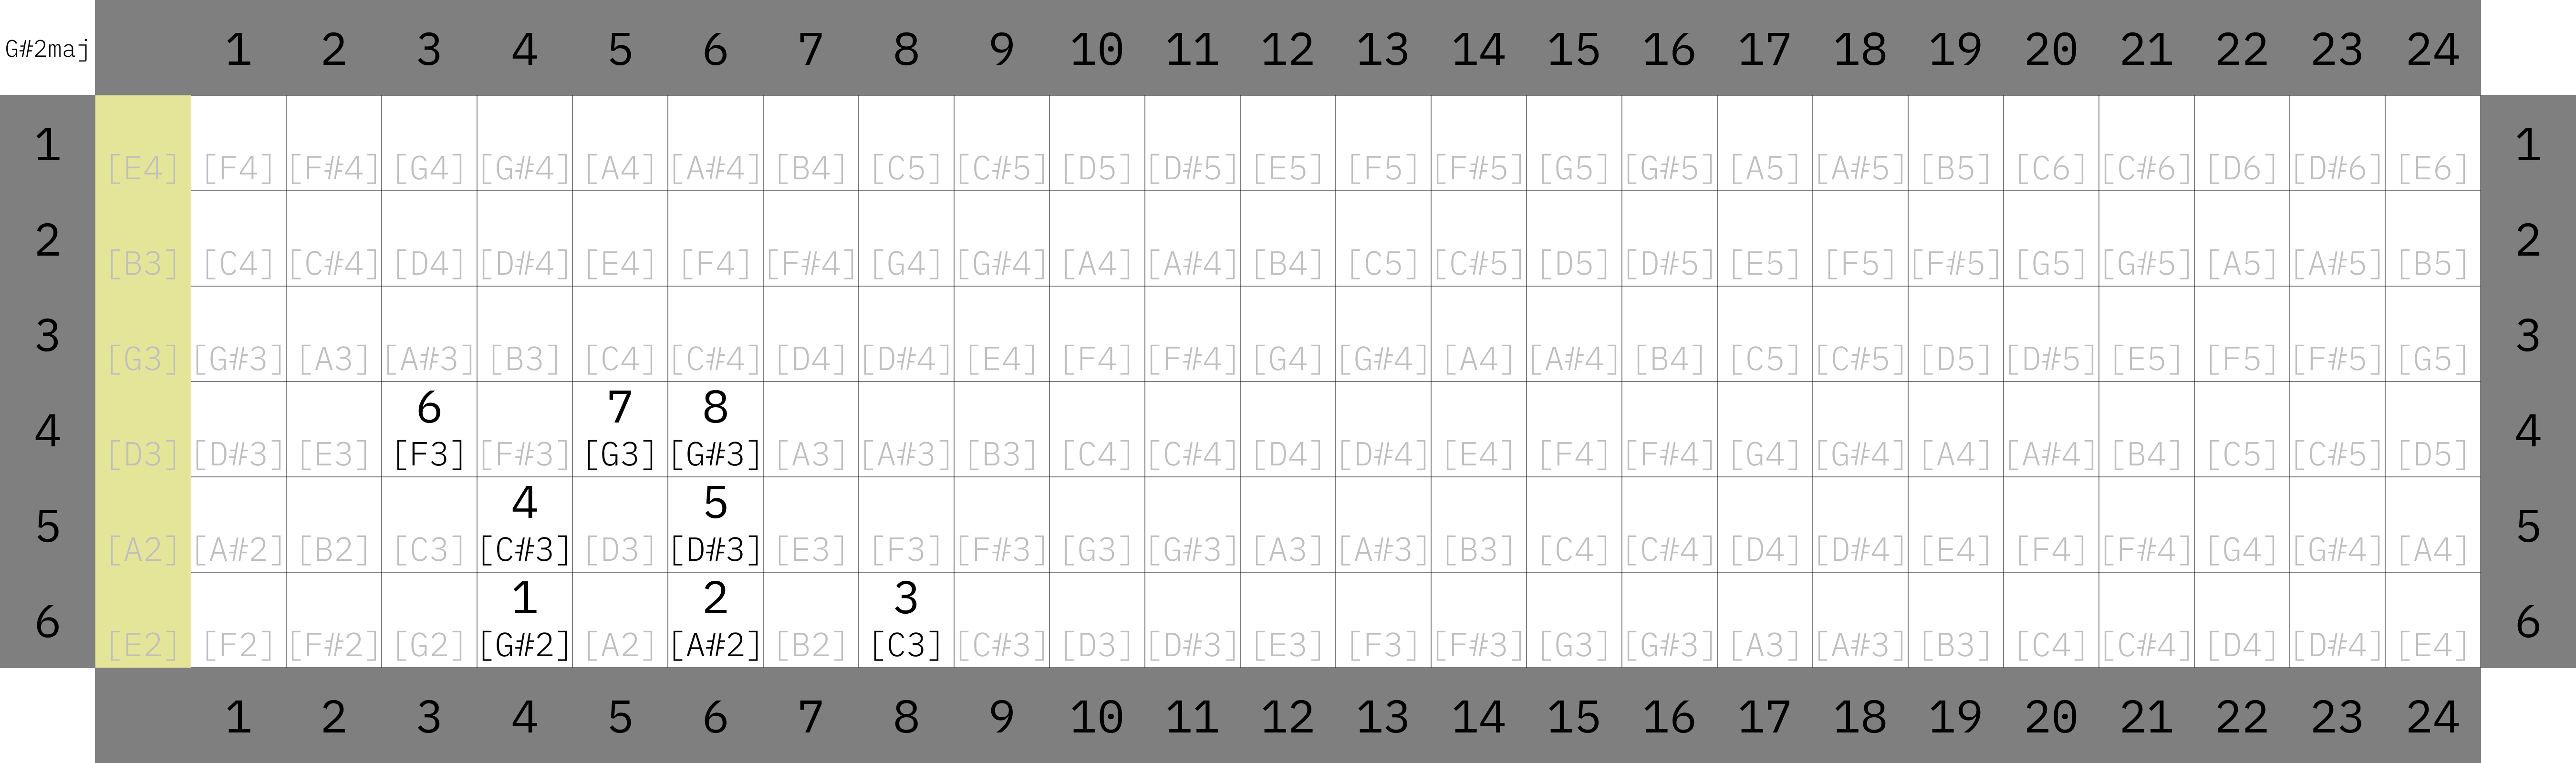 G#2maj 1 2 3 4 5 6 7 8 9 10 11 12 13 14 15 16 17 18 19 20 21 22 23 24
1 [E4] [F4] [F#4] [G4] [G#4] [A4] [A#4] [B4] [C5] [C#5] [D5] [D#5] [E5] [F5] [F#5] [G5] [G#5] [A5] [A#5] [B5] [C6] [C#6] [D6] [D#6] [E6] 1
2 [B3] [C4] [C#4] [D4] [D#4] [E4] [F4] [F#4] [G4] [G#4] [A4] [A#4] [B4] [C5] [C#5] [D5] [D#5] [E5] [F5] [F#5] [G5] [G#5] [A5] [A#5] [B5] 2
3 [G3] [G#3] [A3] [A#3] [B3] [C4] [C#4] [D4] [D#4] [E4] [F4] [F#4] [G4] [G#4] [A4] [A#4] [B4] [C5] [C#5] [D5] [D#5] [E5] [F5] [F#5] [G5] 3
6 7 8
4 [D3] [D#3] [E3] [F3] [F#3] [G3] [G#3] [A3] [A#3] [B3] [C4] [C#4] [D4] [D#4] [E4] [F4] [F#4] [G4] [G#4] [A4] [A#4] [B4] [C5] [C#5] [D5] 4
4 5
5 [A2] [A#2] [B2] [C3] [C#3] [D3] [D#3] [E3] [F3] [F#3] [G3] [G#3] [A3] [A#3] [B3] [C4] [C#4] [D4] [D#4] [E4] [F4] [F#4] [G4] [G#4] [A4] 5
1 2 3
6 [E2] [F2] [F#2] [G2] [G#2] [A2] [A#2] [B2] [C3] [C#3] [D3] [D#3] [E3] [F3] [F#3] [G3] [G#3] [A3] [A#3] [B3] [C4] [C#4] [D4] [D#4] [E4] 6
1 2 3 4 5 6 7 8 9 10 11 12 13 14 15 16 17 18 19 20 21 22 23 24